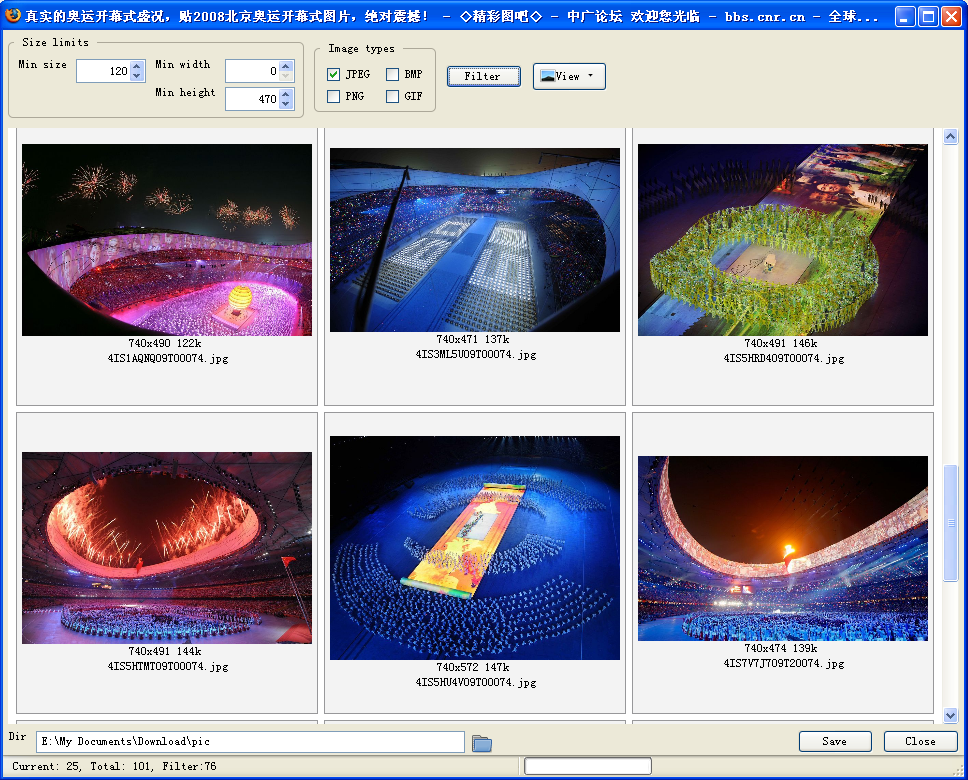 真实的奥运开幕式盛况，贴2008北京奥运开幕式图片，绝对震撼！ - ◇精彩图吧◇ - 中广论坛 欢迎您光临 - bbs.cnr.cn - 全球...
Size limits
Min size 120
Min width 0
Min height 470
Image types
JPEG BMP
PNG GIF
Filter
View
740x490 122k
4IS1AQNQ09T00074.jpg
740x471 137k
4IS3ML5U09T00074.jpg
740x491 146k
4IS5HRD409T00074.jpg
740x491 144k
4IS5HTMT09T00074.jpg
740x572 147k
4IS5HU4V09T00074.jpg
740x474 139k
4IS7V7J709T20074.jpg
Dir E:\My Documents\Download\pic
Save
Close
Current: 25, Total: 101, Filter:76